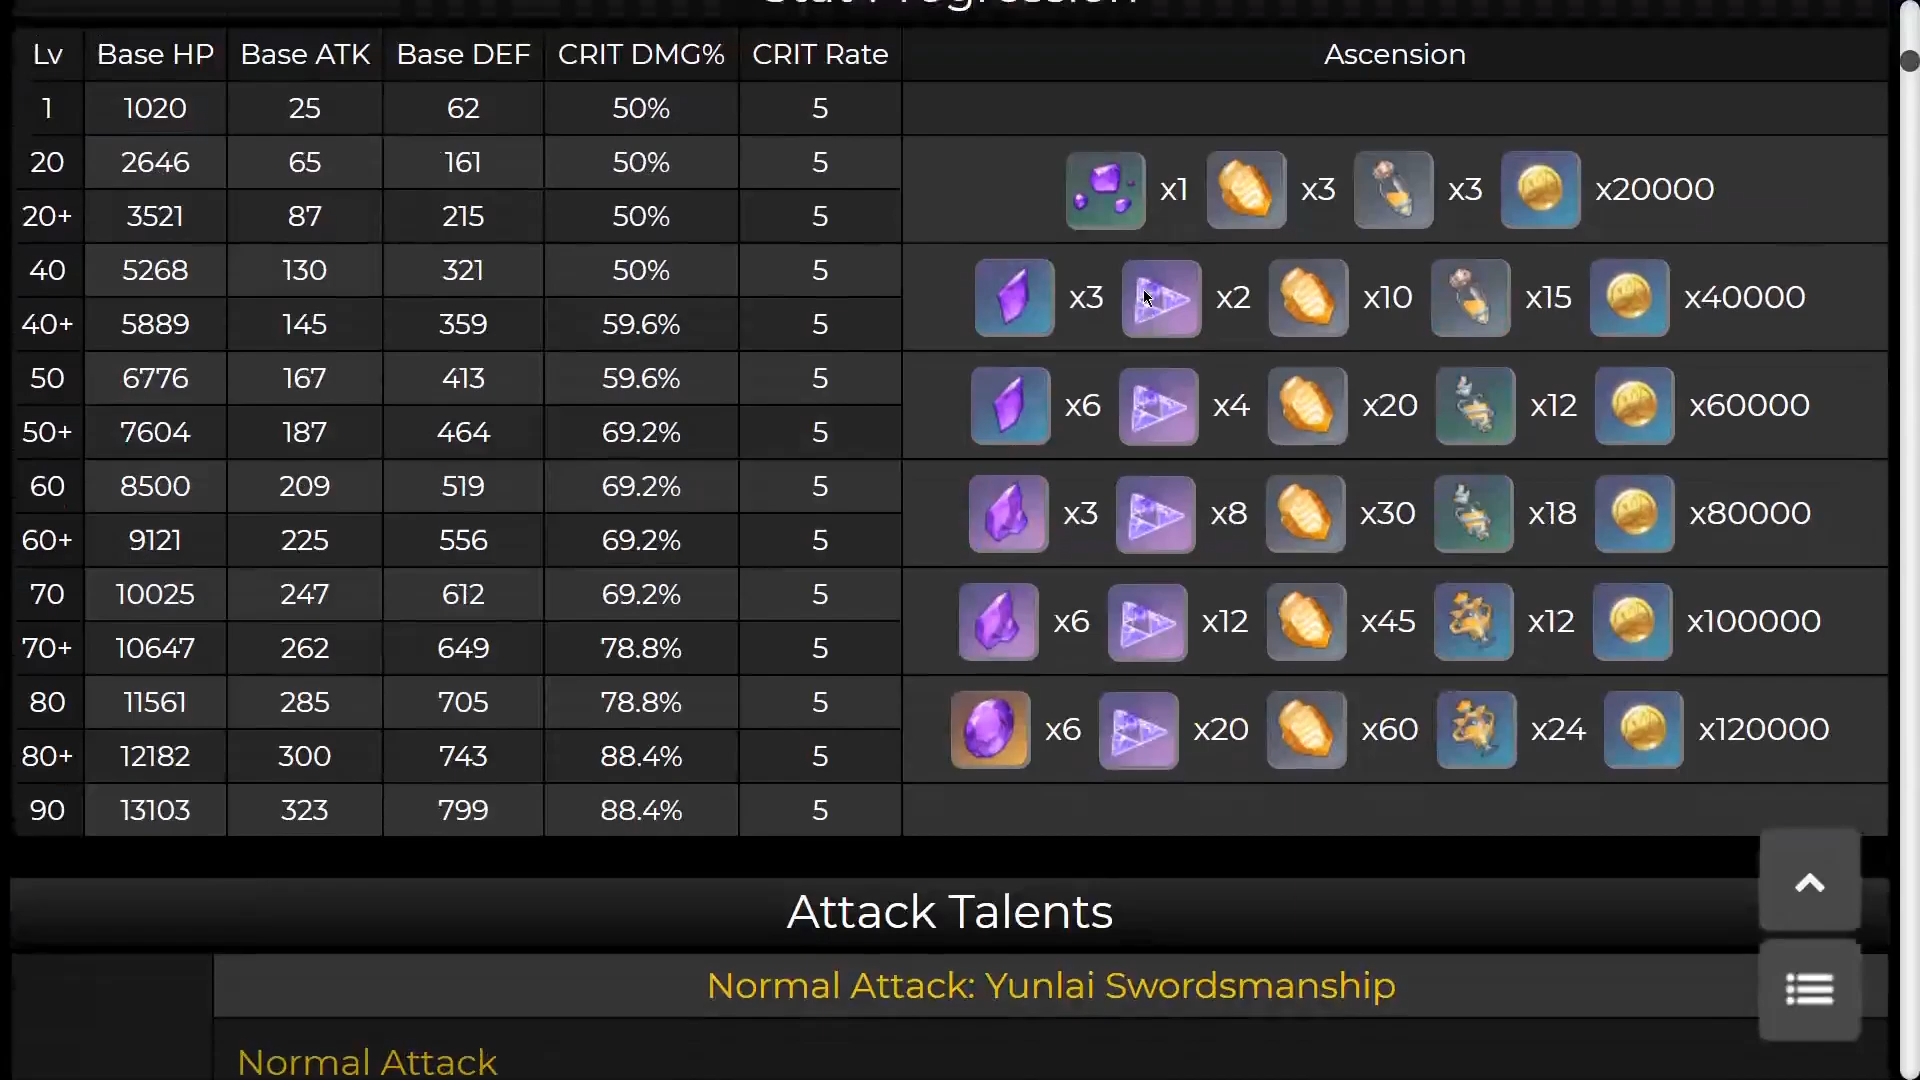 Stat Progression
Lv Base HP Base ATK Base DEF CRIT DMG% CRIT Rate Ascension
1 1020 25 62 50% 5
20 2646 65 161 50% 5
x1 x3 x3 x20000
20+ 3521 87 215 50% 5
40 5268 130 321 50% 5
x3 x2 x10 x15 x40000
40+ 5889 145 359 59.6% 5
50 6776 167 413 59.6% 5
x6 x4 x20 x12 x60000
50+ 7604 187 464 69.2% 5
60 8500 209 519 69.2% 5
x3 x8 x30 x18 x80000
60+ 9121 225 556 69.2% 5
70 10025 247 612 69.2% 5
x6 x12 x45 x12 x100000
70+ 10647 262 649 78.8% 5
80 11561 285 705 78.8% 5
x6 x20 x60 x24 x120000
80+ 12182 300 743 88.4% 5
90 13103 323 799 88.4% 5
Attack Talents
Normal Attack: Yunlai Swordsmanship
Normal Attack